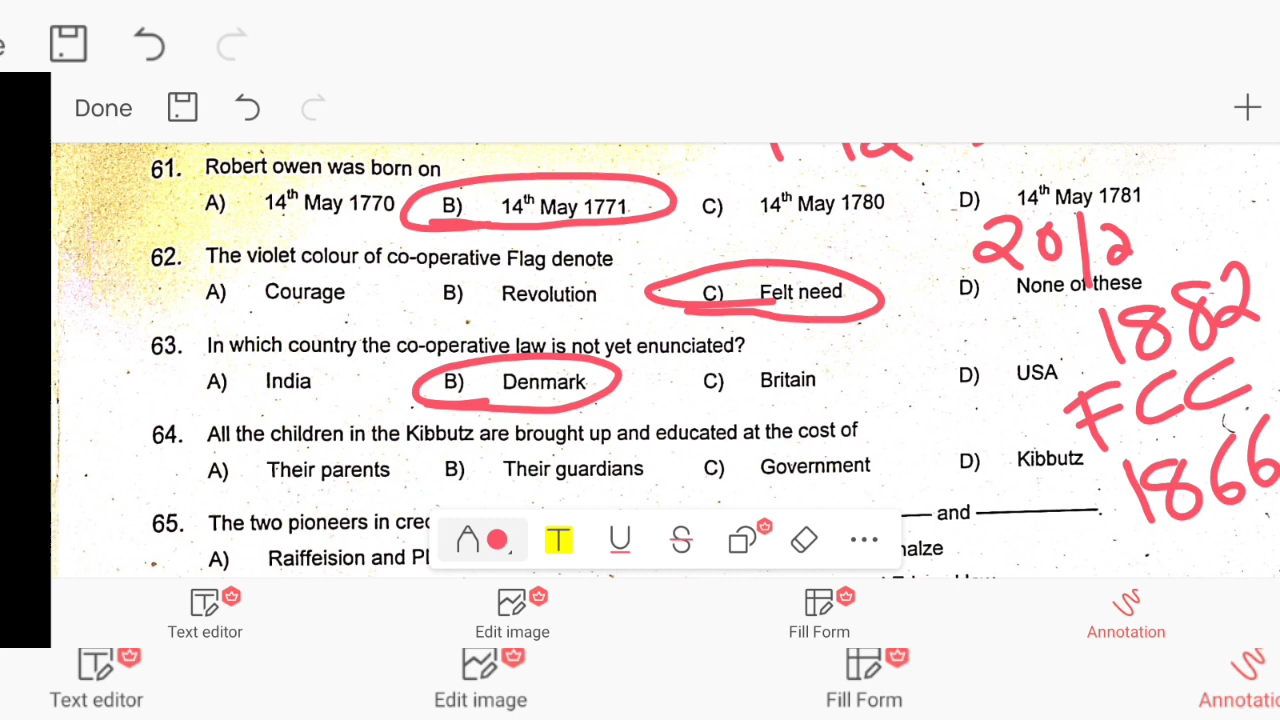 Done
61. Robert owen was born on
A) 14th May 1770 B) 14th May 1771 C) 14th May 1780 D) 14th May 1781
2012
62. The violet colour of co-operative Flag denote
A) Courage B) Revolution C) Felt need D) None of these
1882
63. In which country the co-operative law is not yet enunciated?
A) India B) Denmark C) Britain D) USA
FCC
64. All the children in the Kibbutz are brought up and educated at the cost of
A) Their parents B) Their guardians C) Government D) Kibbutz
1866
65. The two pioneers in and
A) Raiffeision and
Text editor Edit image Fill Form Annotation
Text editor Edit image Fill Form